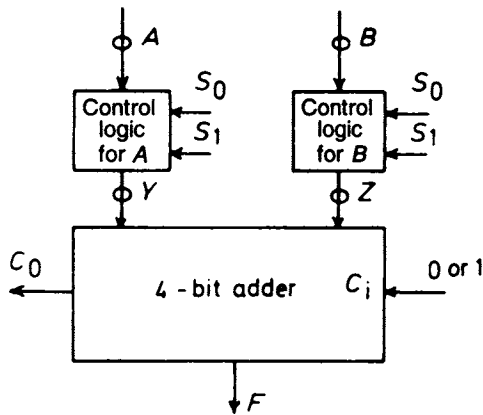 A
B
Control
logic
for A
S0
S1
Control
logic
for B
S0
S1
Y
Z
C0
4-bit adder
Ci
0 or 1
F